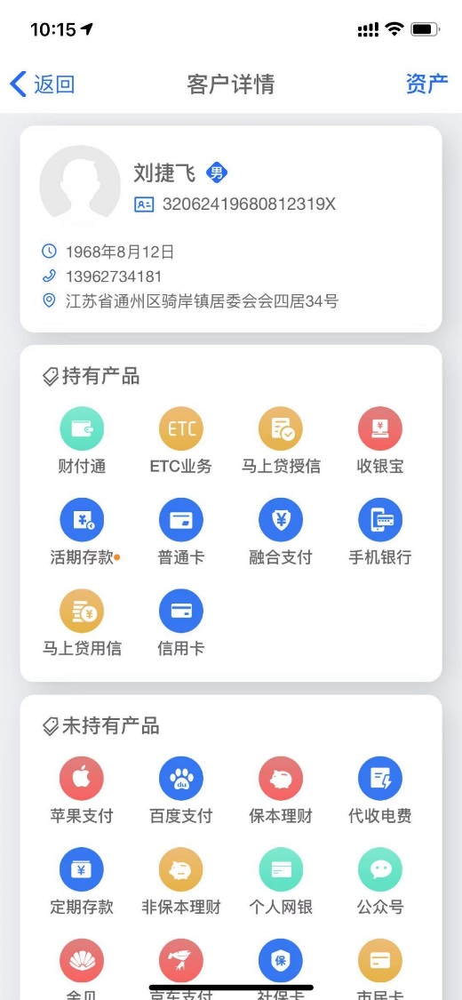 10:15
返回 客户详情 资产
刘捷飞 男
32062419680812319X
1968年8月12日
13962734181
江苏省通州区骑岸镇居委会会四居34号
持有产品
ETC
财付通 ETC业务 马上贷授信 收银宝
活期存款 普通卡 融合支付 手机银行
马上贷用信 信用卡
未持有产品
du
苹果支付 百度支付 保本理财 代收电费
定期存款 非保本理财 个人网银 公众号
保
京东支付 社保卡 市民卡